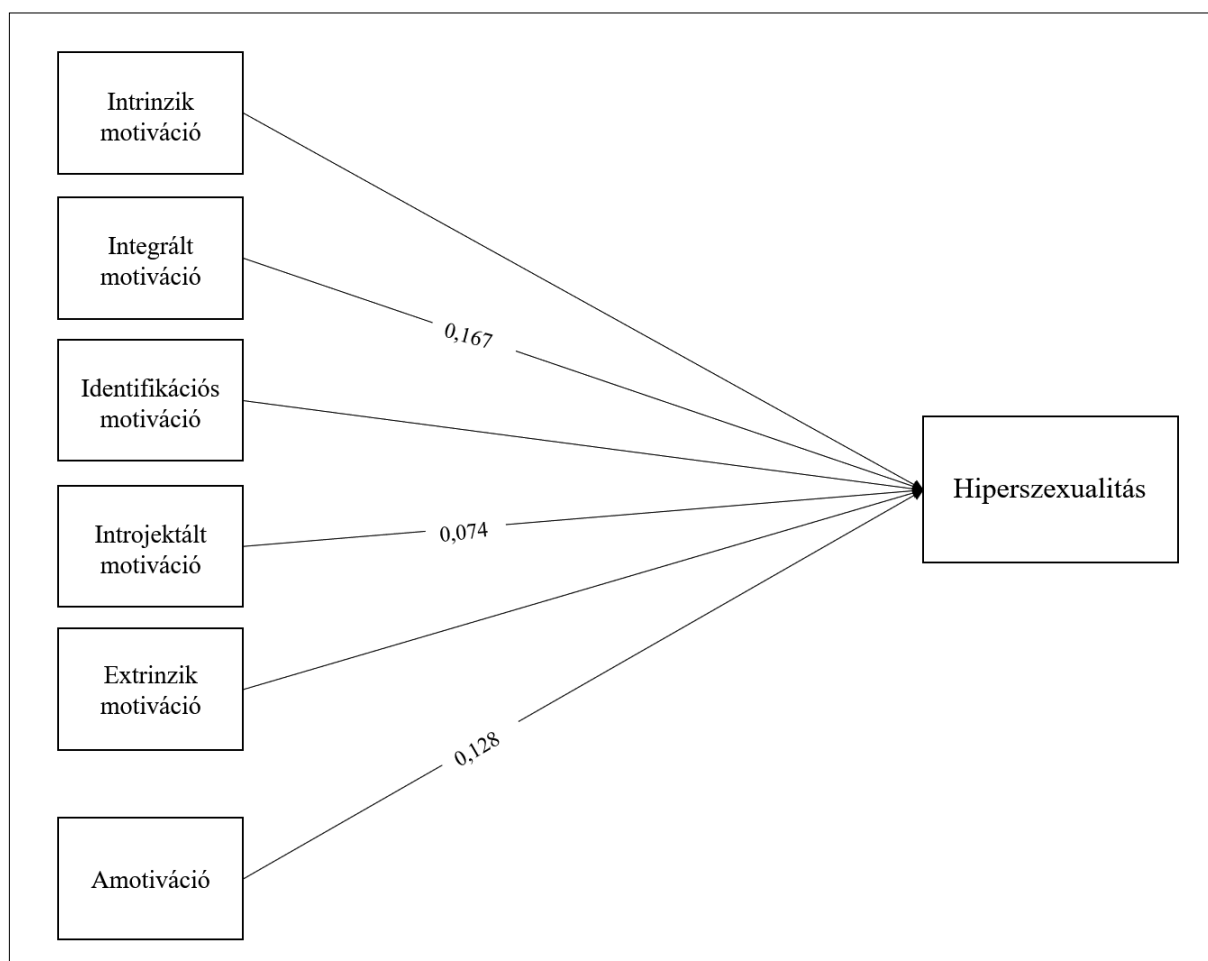 Intrinzik
motiváció
Integrált
motiváció
0,167
Identifikációs
motiváció
Hiperszexualitás
Introjektált
motiváció
0,074
Extrinzik
motiváció
0,128
Amotiváció